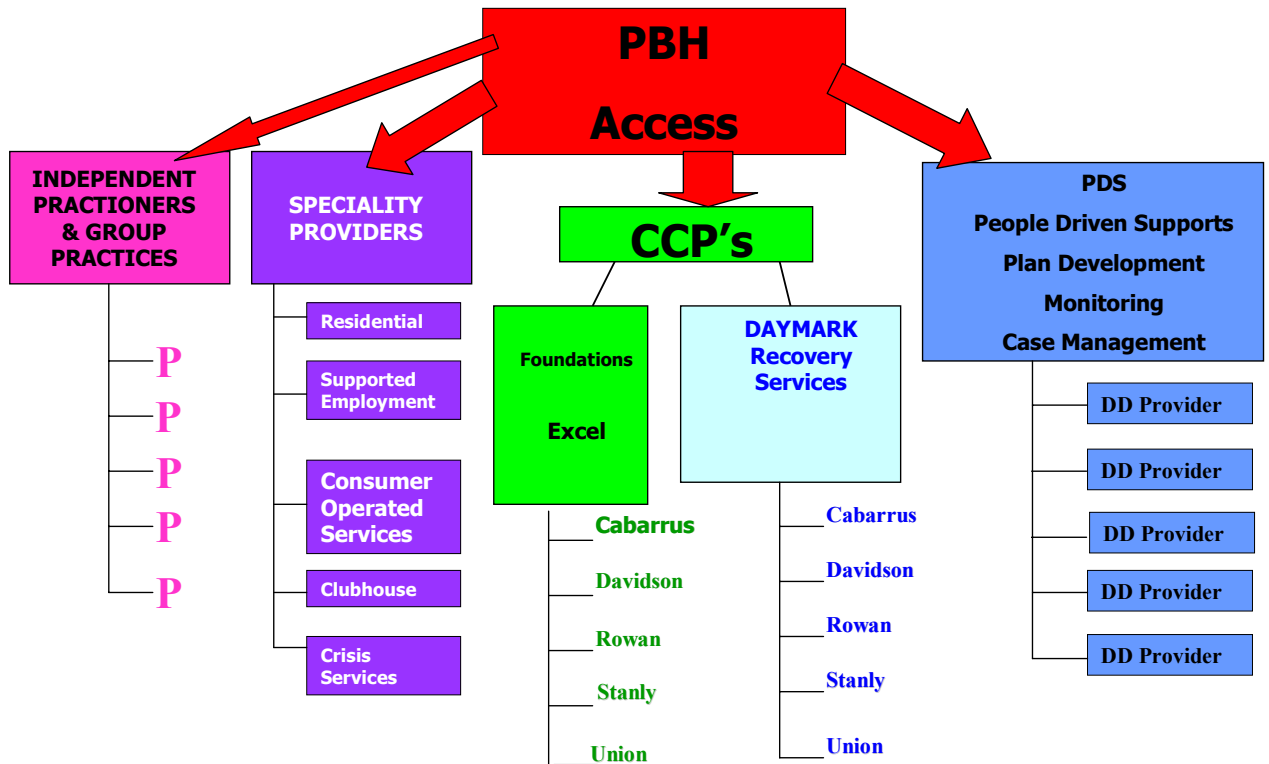 PBH
Access
INDEPENDENT
PRACTIONERS
& GROUP
PRACTICES
P
P
P
P
P
SPECIALITY
PROVIDERS
Residential
Supported
Employment
Consumer
Operated
Services
Clubhouse
Crisis
Services
CCP's
Foundations
Excel
Cabarrus
Davidson
Rowan
Stanly
Union
DAYMARK
Recovery
Services
Cabarrus
Davidson
Rowan
Stanly
Union
PDS
People Driven Supports
Plan Development
Monitoring
Case Management
DD Provider
DD Provider
DD Provider
DD Provider
DD Provider